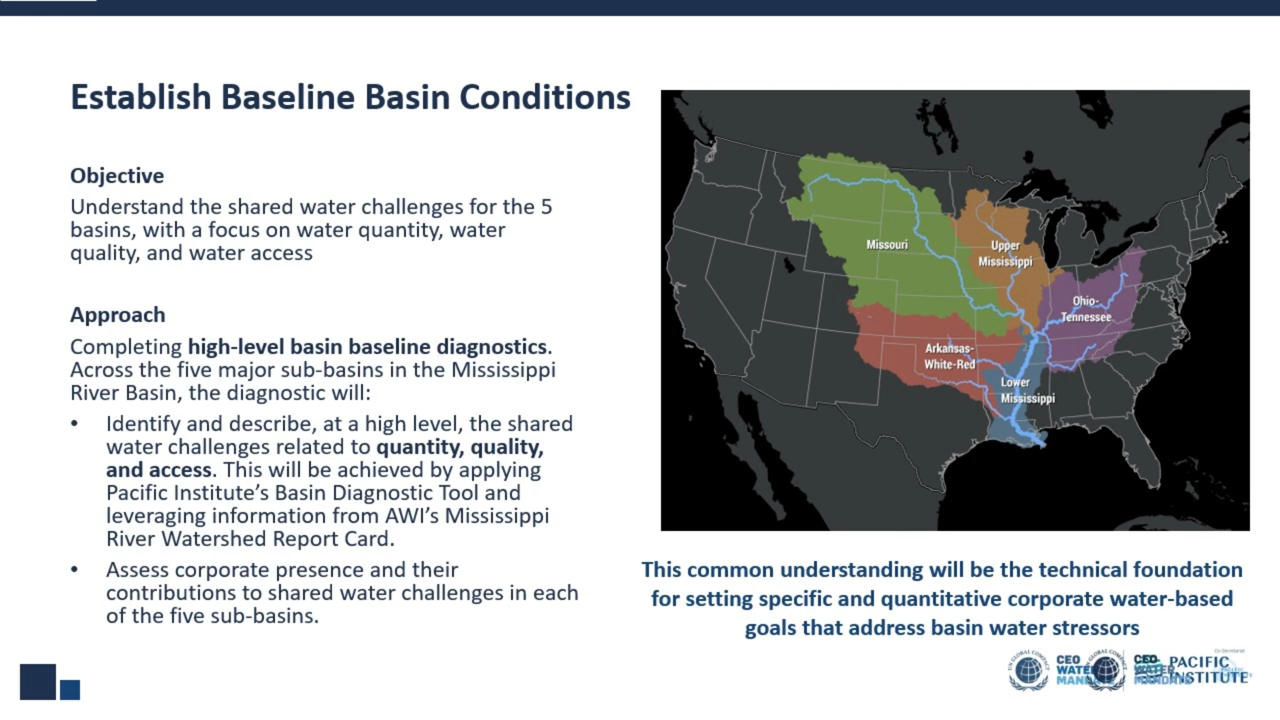 Establish Baseline Basin Conditions
Objective
Understand the shared water challenges for the 5
basins, with a focus on water quantity, water
quality, and water access
Approach
Completing high-level basin baseline diagnostics.
Across the five major sub-basins in the Mississippi
River Basin, the diagnostic will:
• Identify and describe, at a high level, the shared
water challenges related to quantity, quality,
and access. This will be achieved by applying
Pacific Institute's Basin Diagnostic Tool and
leveraging information from AWI's Mississippi
River Watershed Report Card.
• Assess corporate presence and their
contributions to shared water challenges in each
of the five sub-basins.
Missouri
Upper
Mississippi
Ohio-
Tennessee
Arkansas-
White-Red
Lower
Mississippi
This common understanding will be the technical foundation
for setting specific and quantitative corporate water-based
goals that address basin water stressors
CEO
WATER
MANDATE
CEO
WATER
MANDATE
PACIFIC
INSTITUTE